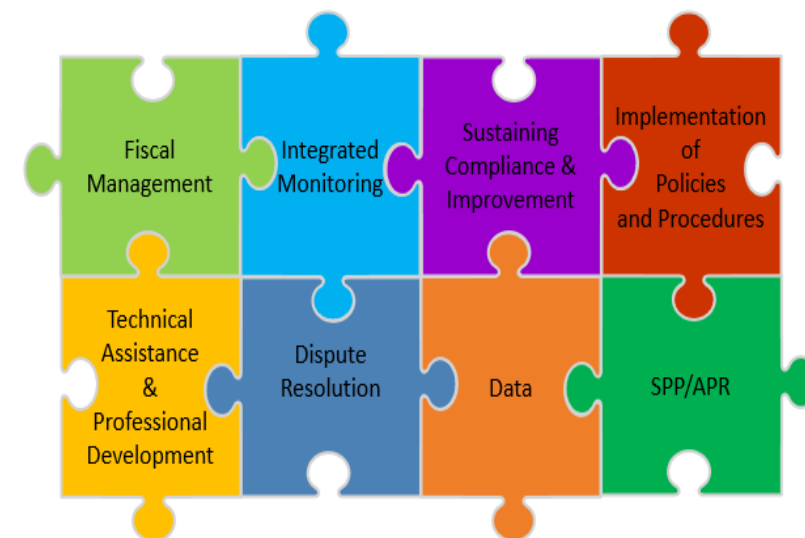 Fiscal
Management
Integrated
Monitoring
Sustaining
Compliance &
Improvement
Implementation
of
Policies
and Procedures
Technical
Assistance
&
Professional
Development
Dispute
Resolution
Data
SPP/APR